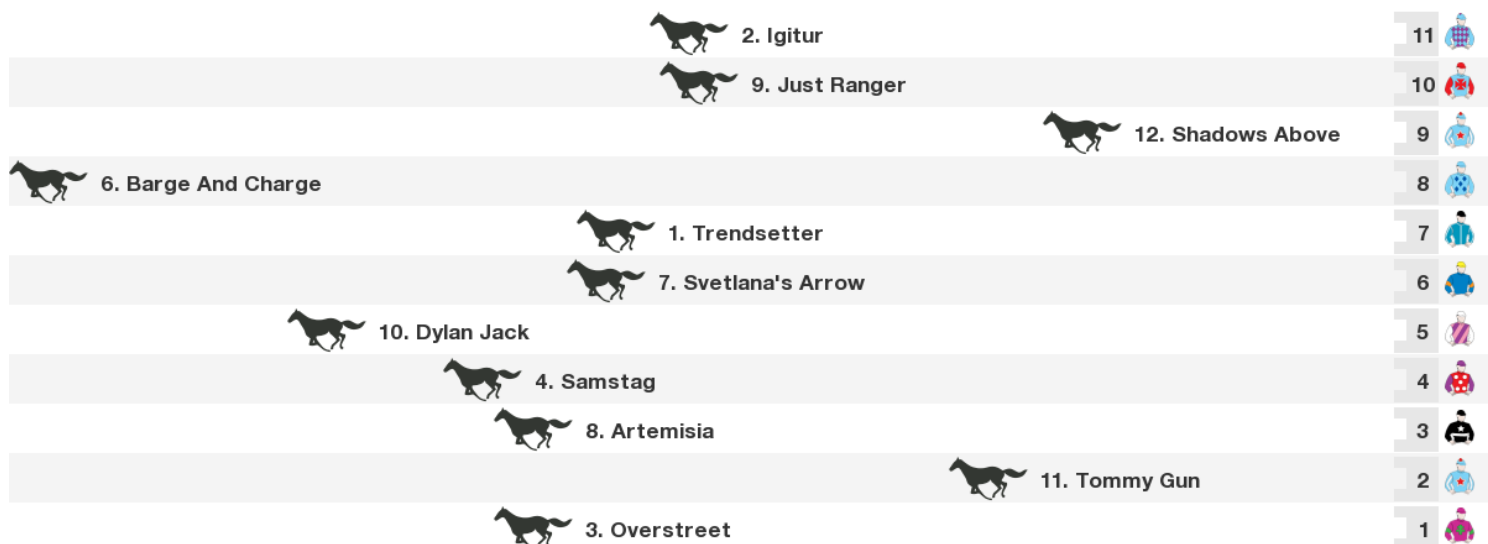 2. Igitur 11
9. Just Ranger 10
12. Shadows Above 9
6. Barge And Charge 8
1. Trendsetter 7
7. Svetlana's Arrow 6
10. Dylan Jack 5
4. Samstag 4
8. Artemisia 3
11. Tommy Gun 2
3. Overstreet 1